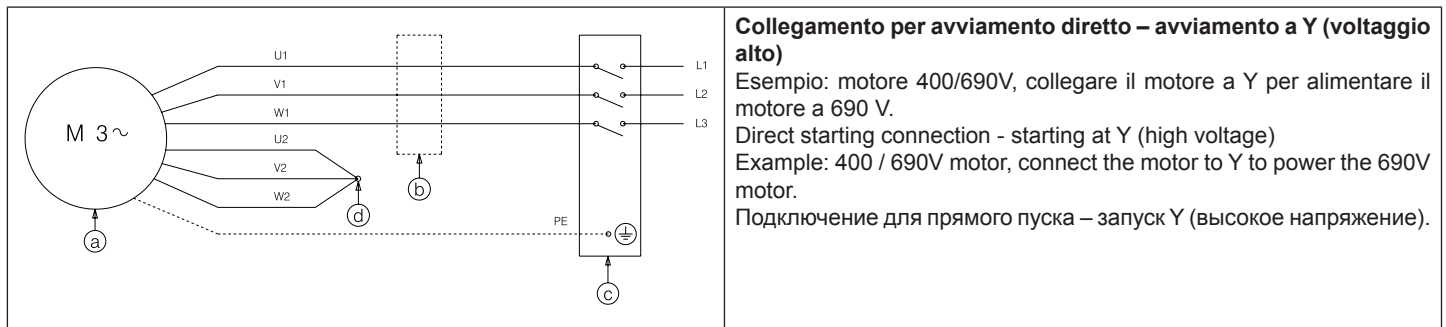 U1
V1
W1
U2
V2
W2
M 3~
PE
L1
L2
L3
a
b
c
d
Collegamento per avviamento diretto – avviamento a Y (voltaggio
alto)
Esempio: motore 400/690V, collegare il motore a Y per alimentare il
motore a 690 V.
Direct starting connection - starting at Y (high voltage)
Example: 400 / 690V motor, connect the motor to Y to power the 690V
motor.
Подключение для прямого пуска – запуск Y (высокое напряжение).